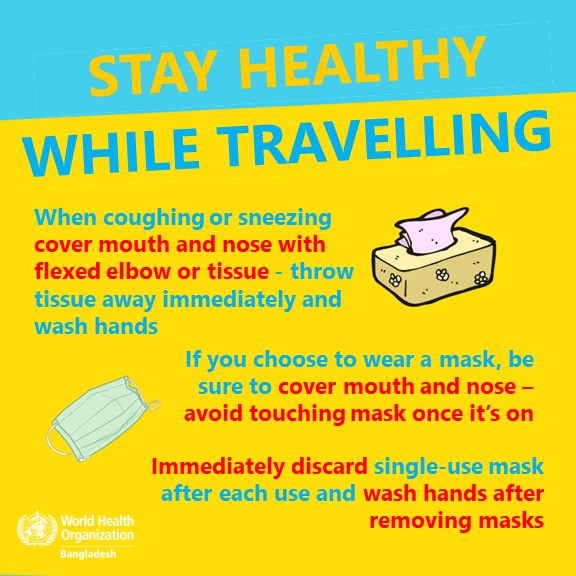 STAY HEALTHY
WHILE TRAVELLING
When coughing or sneezing
cover mouth and nose with
flexed elbow or tissue - throw
tissue away immediately and
wash hands
If you choose to wear a mask, be
sure to cover mouth and nose –
avoid touching mask once it's on
Immediately discard single-use mask
after each use and wash hands after
removing masks
World Health
Organization
Bangladesh